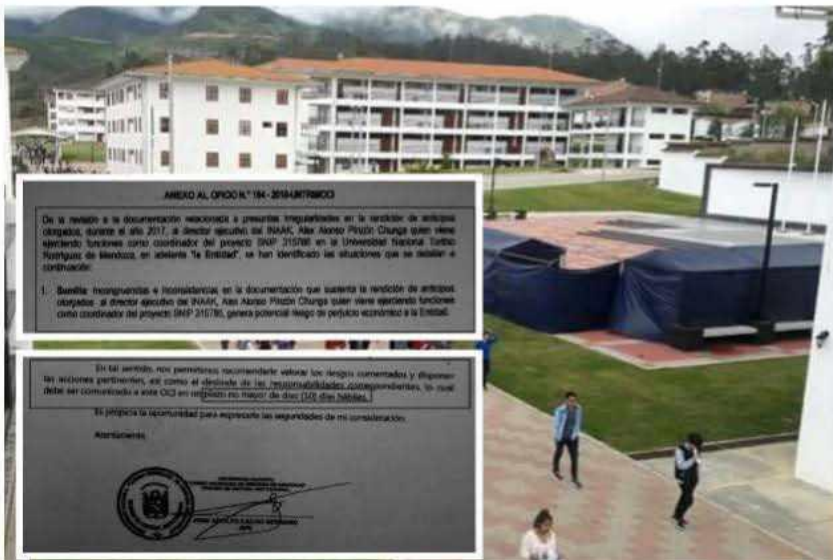 ANEXO AL OFICIO N.° 194 - 2018-UNTRM/OCI
De la revisión a la documentación relacionada a presuntas irregularidades en la rendición de anticipos
otorgados, durante el año 2017, al director ejecutivo del INAAK, Alex Alonso Pinzón Chunga quien viene
ejerciendo funciones como coordinador del proyecto SNIP 315786 en la Universidad Nacional Toribio
Rodríguez de Mendoza, en adelante "la Entidad", se han identificado las situaciones que se detallan a
continuación:
1. Sumilla: Incongruencias e inconsistencias en la documentación que sustenta la rendición de anticipos
otorgados al director ejecutivo del INAAK, Alex Alonso Pinzón Chunga quien viene ejerciendo funciones
como coordinador del proyecto SNIP 315786, genera potencial riesgo de perjuicio económico a la Entidad.
En tal sentido, nos permitimos recomendarle valorar los riesgos comentados y disponer
las acciones pertinentes, así como el deslinde de las responsabilidades correspondientes, lo cual
debe ser comunicado a este OCI en un plazo no mayor de diez (10) días hábiles.
Es propicia la oportunidad para expresarle las seguridades de mi consideración.
Atentamente,